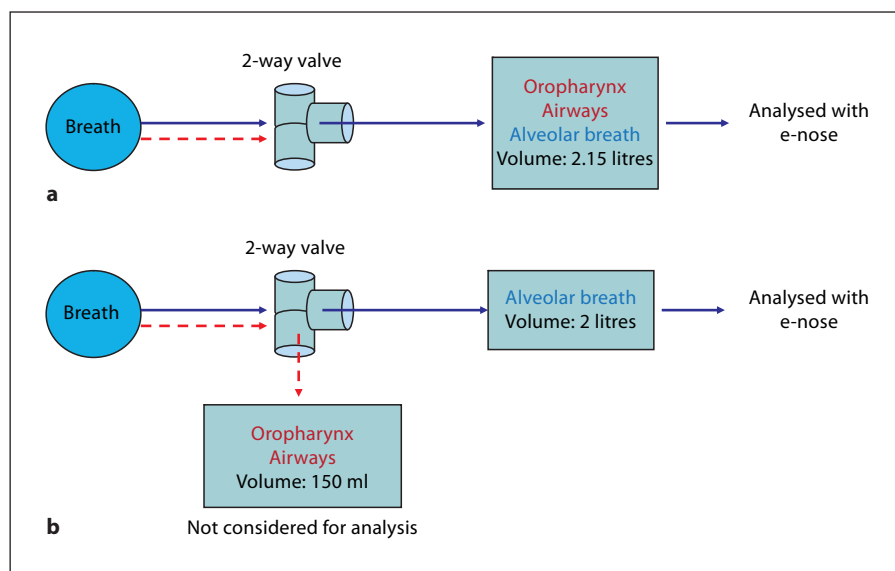 2-way valve
Breath
Oropharynx
Airways
Alveolar breath
Volume: 2.15 litres
Analysed with
e-nose
a
2-way valve
Breath
Alveolar breath
Volume: 2 litres
Analysed with
e-nose
Oropharynx
Airways
Volume: 150 ml
Not considered for analysis
b